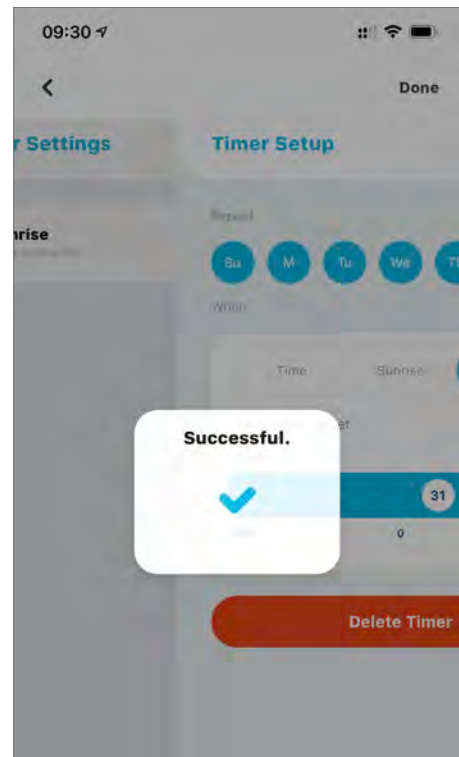 09:30
Done
r Settings
Timer Setup
Repeat
nrise
Su M Tu We Th
When
Time Sunrise
et
Successful.
31
0
Delete Timer